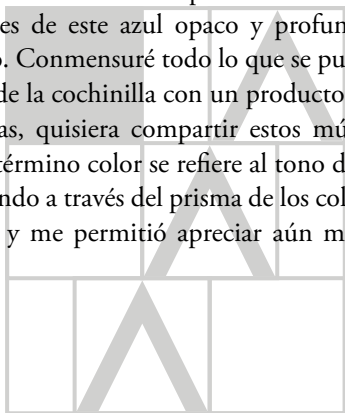 es de este azul opaco y profun
o. Conmensuré todo lo que se pu
de la cochinilla con un producto
as, quisiera compartir estos mú
término color se refiere al tono d
ndo a través del prisma de los col
y me permitió apreciar aún m